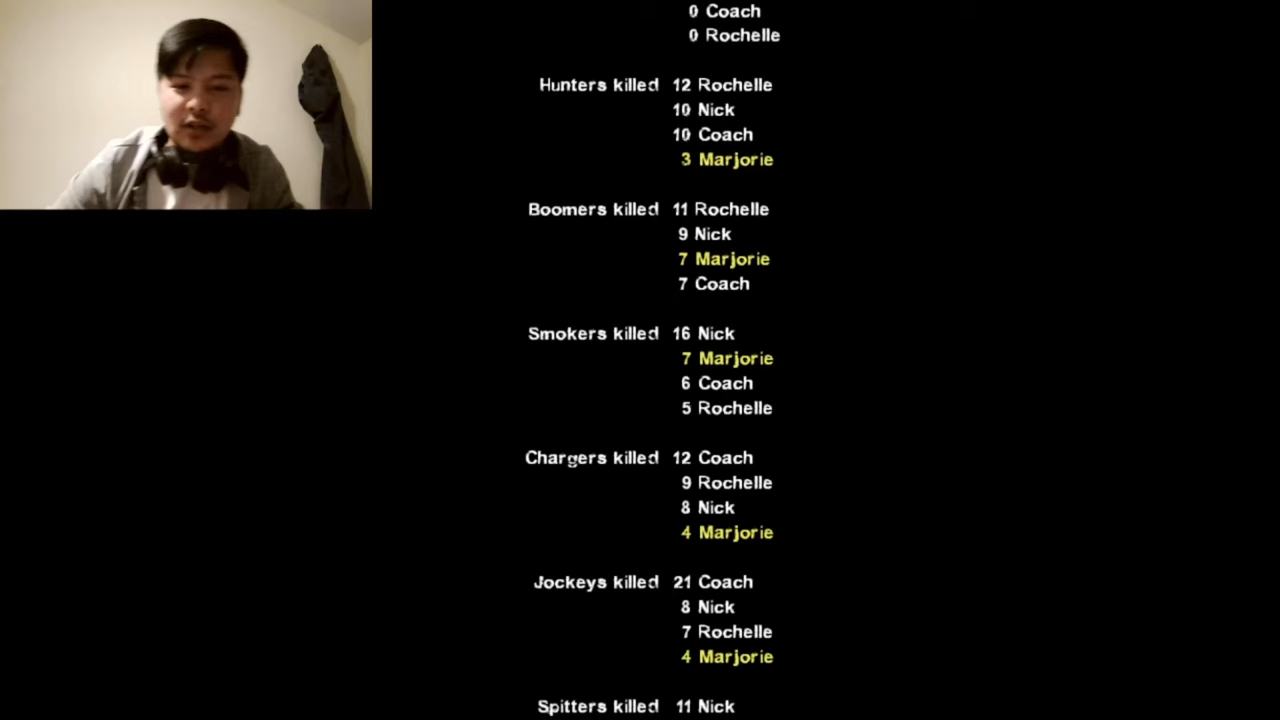 0 Coach
0 Rochelle
Hunters killed 12 Rochelle
10 Nick
10 Coach
3 Marjorie
Boomers killed 11 Rochelle
9 Nick
7 Marjorie
7 Coach
Smokers killed 16 Nick
7 Marjorie
6 Coach
5 Rochelle
Chargers killed 12 Coach
9 Rochelle
8 Nick
4 Marjorie
Jockeys killed 21 Coach
8 Nick
7 Rochelle
4 Marjorie
Spitters killed 11 Nick